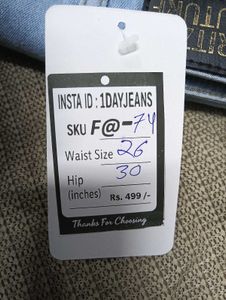 INSTA ID : 1DAYJEANS
SKU F@-74
Waist Size 26
Hip 30
(inches) Rs. 499/-
Thanks For Choosing